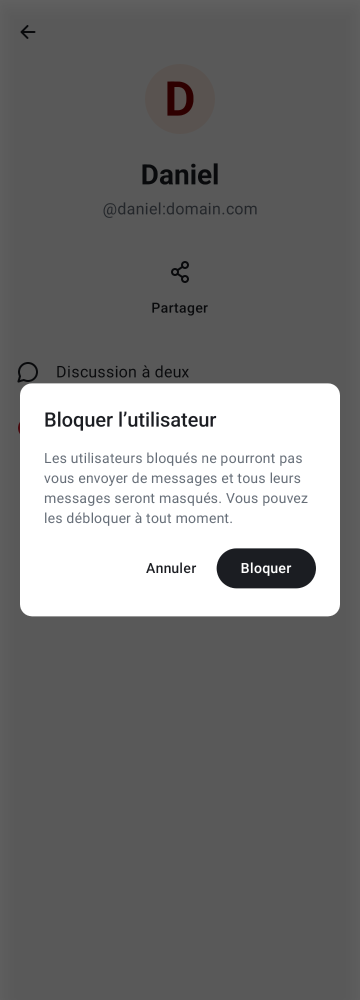 D
Daniel
@daniel:domain.com
Partager
Discussion à deux
Bloquer l’utilisateur
Les utilisateurs bloqués ne pourront pas
vous envoyer de messages et tous leurs
messages seront masqués. Vous pouvez
les débloquer à tout moment.
Annuler
Bloquer